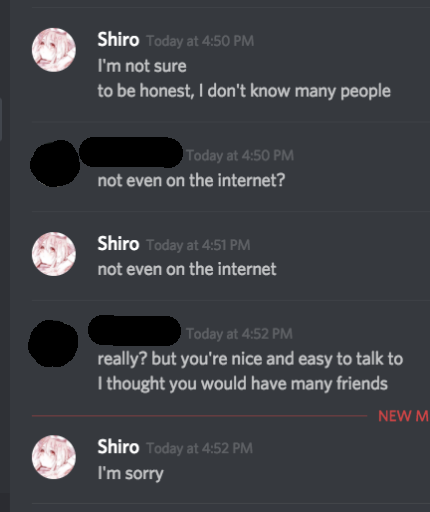 Shiro Today at 4:50 PM
I'm not sure
to be honest, I don't know many people
Today at 4:50 PM
not even on the internet?
Shiro Today at 4:51 PM
not even on the internet
Today at 4:52 PM
really? but you're nice and easy to talk to
I thought you would have many friends
NEW M
Shiro Today at 4:52 PM
I'm sorry